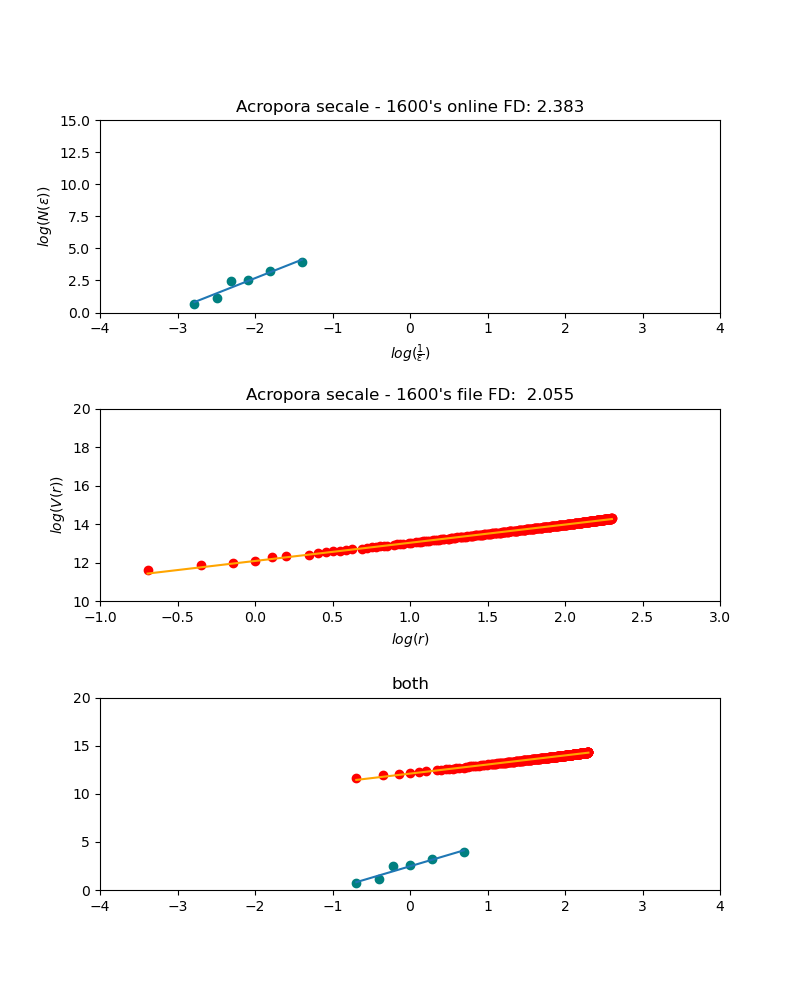 Acropora secale - 1600's online FD: 2.383
15.0
12.5
10.0
7.5
5.0
2.5
0.0
log(N(ε))
−4 −3 −2 −1 0 1 2 3 4
log(1/ε)
Acropora secale - 1600's file FD:  2.055
20
18
16
14
12
10
log(V(r))
−1.0 −0.5 0.0 0.5 1.0 1.5 2.0 2.5 3.0
log(r)
both
20
15
10
5
0
−4 −3 −2 −1 0 1 2 3 4